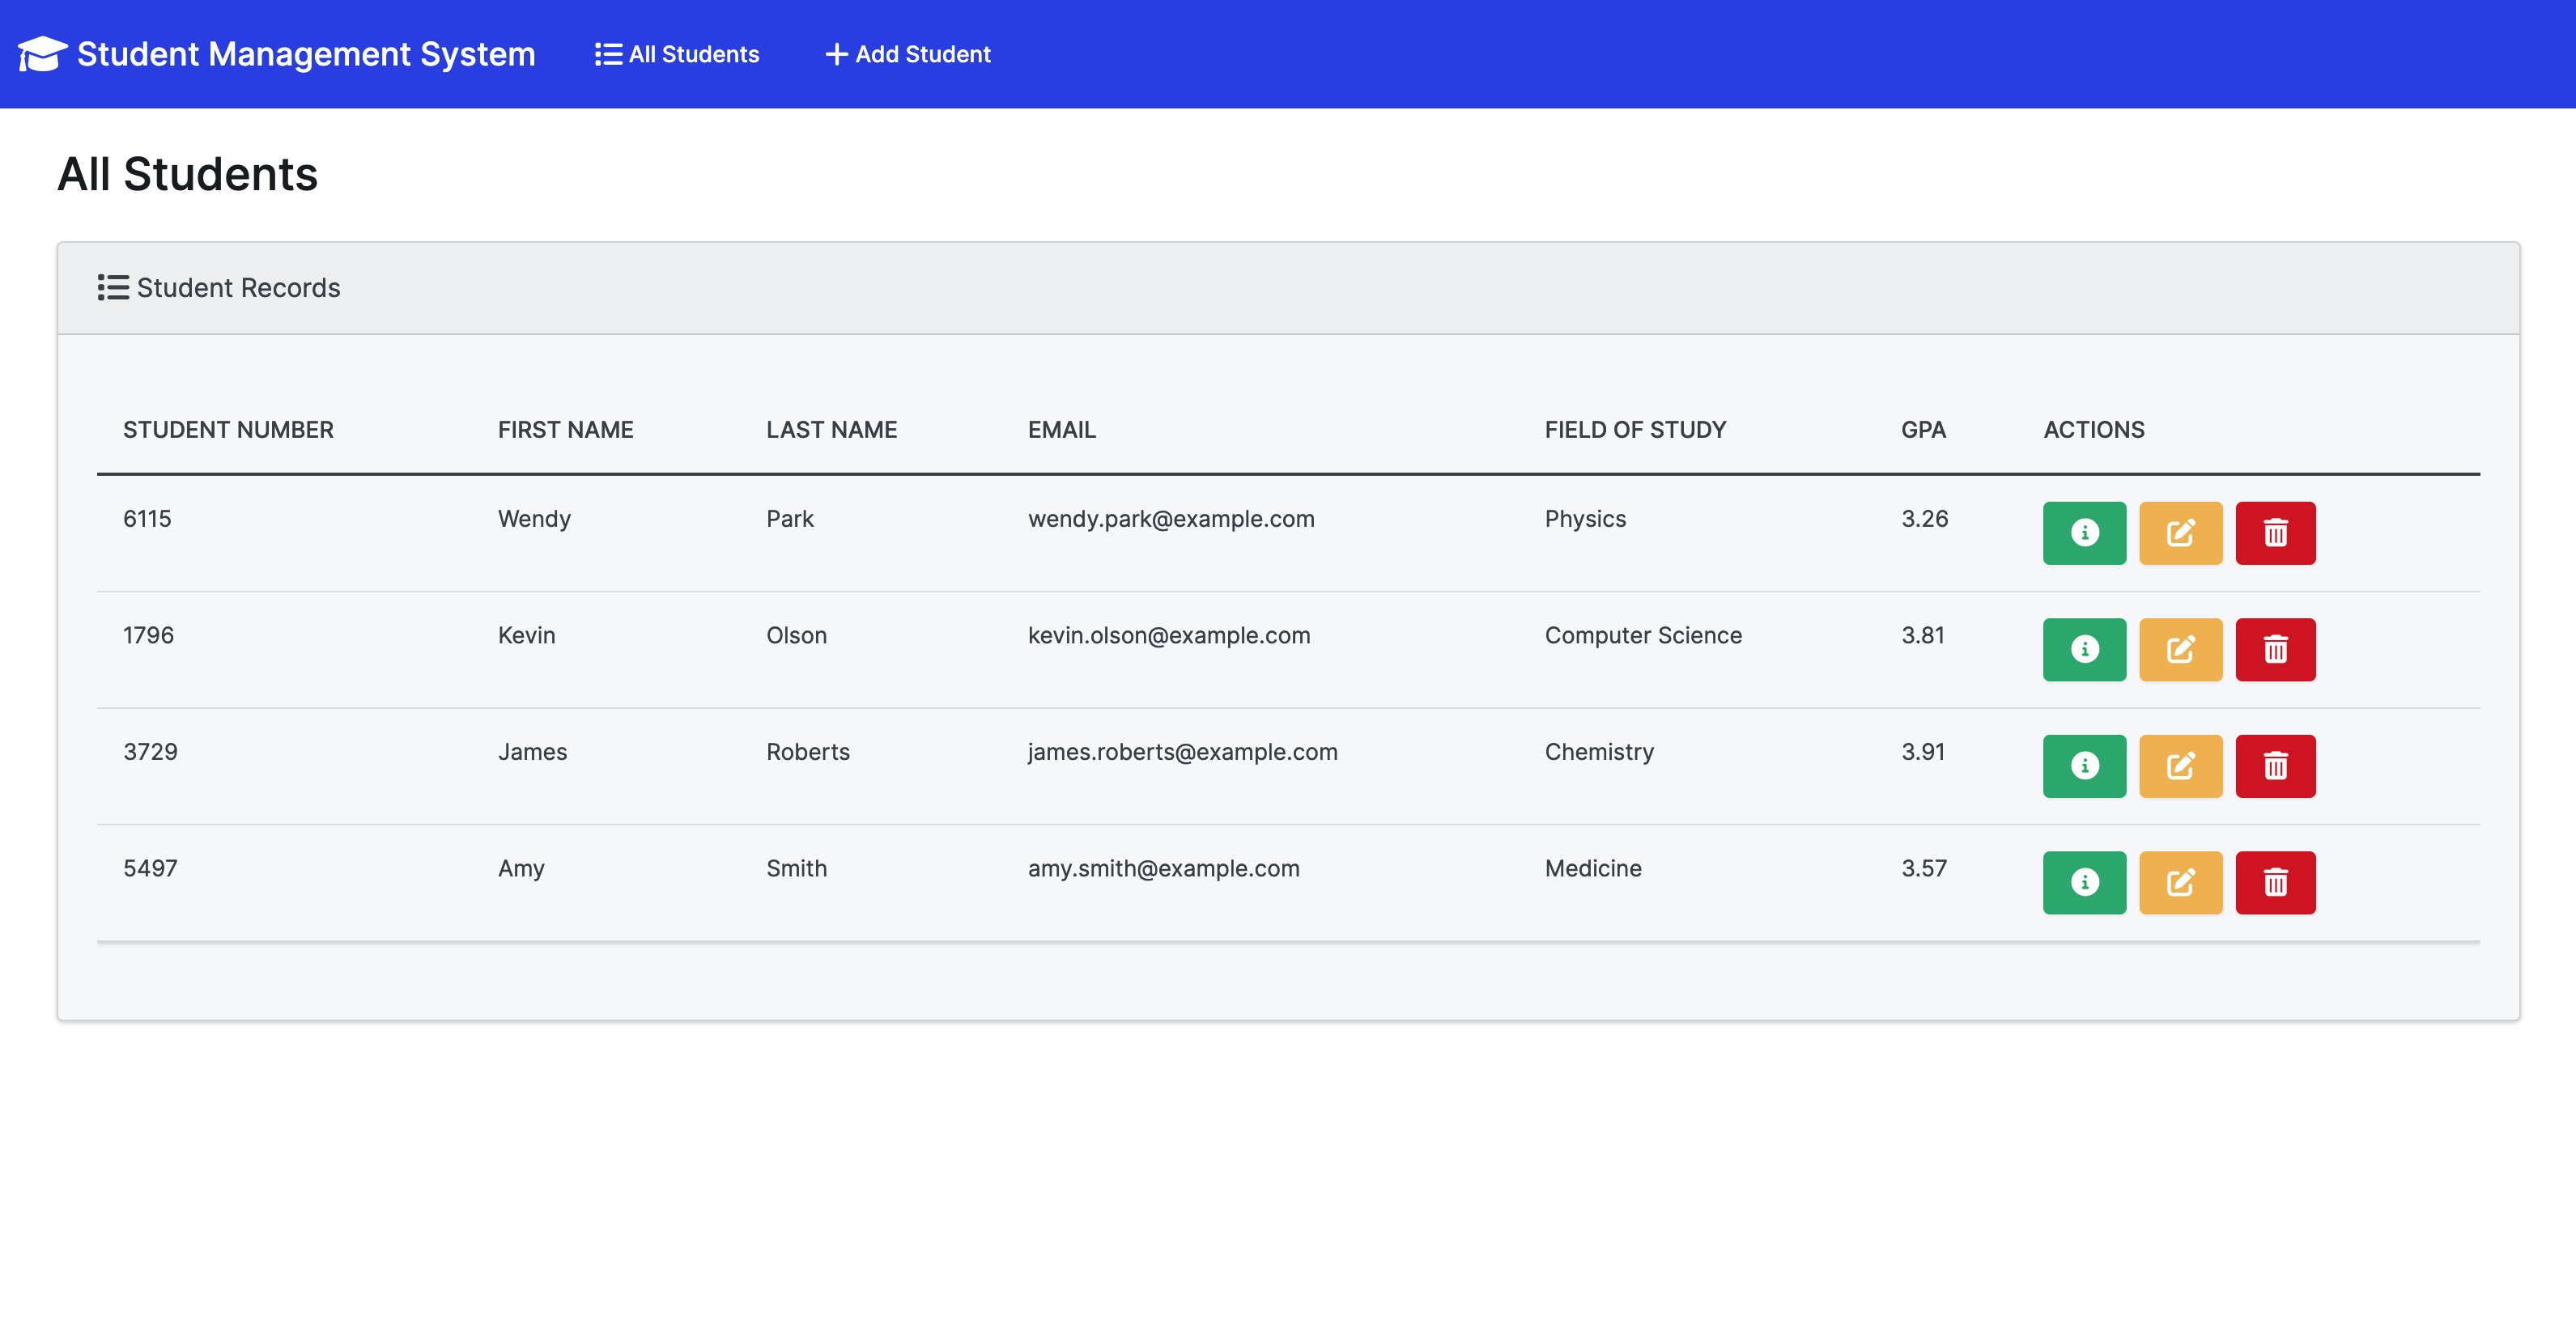 Student Management System All Students Add Student
All Students
Student Records
STUDENT NUMBER FIRST NAME LAST NAME EMAIL FIELD OF STUDY GPA ACTIONS
6115 Wendy Park wendy.park@example.com Physics 3.26
1796 Kevin Olson kevin.olson@example.com Computer Science 3.81
3729 James Roberts james.roberts@example.com Chemistry 3.91
5497 Amy Smith amy.smith@example.com Medicine 3.57